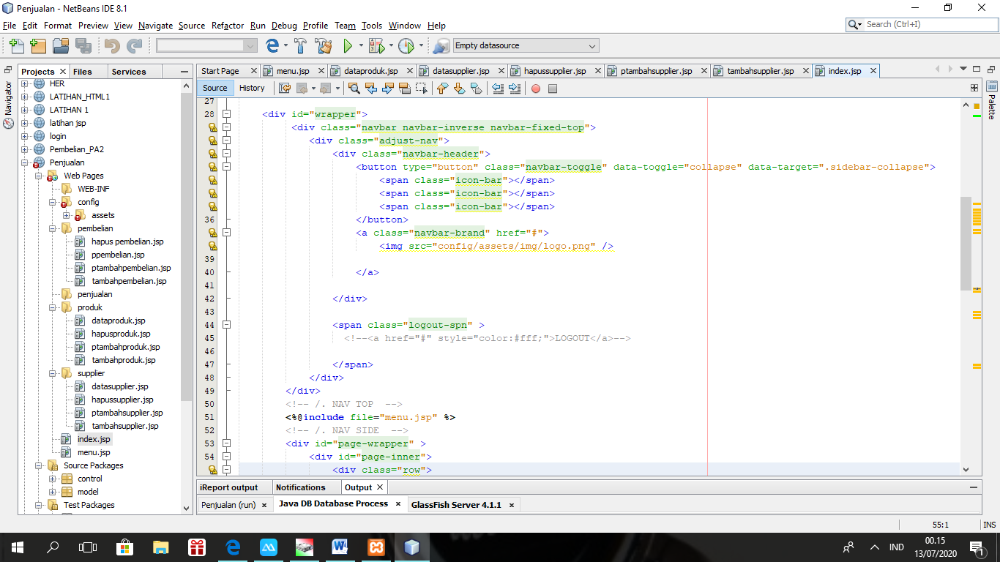 Penjualan - NetBeans IDE 8.1
File Edit Format Preview View Navigate Source Refactor Run Debug Profile Team Tools Window Help
Search (Ctrl+I)
Empty datasource
Navigator
Projects Files Services
HER
LATIHAN_HTML1
LATIHAN 1
latihan jsp
login
Pembelian_PA2
Penjualan
Web Pages
WEB-INF
config
assets
pembelian
hapus pembelian.jsp
ppembelian.jsp
ptambahpembelian.jsp
tambahpembelian.jsp
penjualan
produk
dataproduk.jsp
hapusproduk.jsp
ptambahproduk.jsp
tambahproduk.jsp
supplier
datasupplier.jsp
hapussupplier.jsp
ptambahsupplier.jsp
tambahsupplier.jsp
index.jsp
menu.jsp
Source Packages
control
model
Test Packages
Start Page menu.jsp dataproduk.jsp datasupplier.jsp hapussupplier.jsp ptambahsupplier.jsp tambahsupplier.jsp index.jsp
Source History
Palette
27
28 <div id="wrapper">
<div class="navbar navbar-inverse navbar-fixed-top">
<div class="adjust-nav">
<div class="navbar-header">
<button type="button" class="navbar-toggle" data-toggle="collapse" data-target=".sidebar-collapse">
<span class="icon-bar"></span>
<span class="icon-bar"></span>
<span class="icon-bar"></span>
36 </button>
<a class="navbar-brand" href="#">
<img src="config/assets/img/logo.png" />
39
40 </a>
41
42 </div>
43
44 <span class="logout-spn" >
45 <!--<a href="#" style="color:#fff;">LOGOUT</a>-->
46
47 </span>
48 </div>
49 </div>
50 <!-- /. NAV TOP  -->
51 <%@include file="menu.jsp" %>
52 <!-- /. NAV SIDE  -->
53 <div id="page-wrapper" >
54 <div id="page-inner">
<div class="row">
iReport output Notifications Output
Penjualan (run) Java DB Database Process GlassFish Server 4.1.1
55:1 INS
IND
00.15
13/07/2020
1